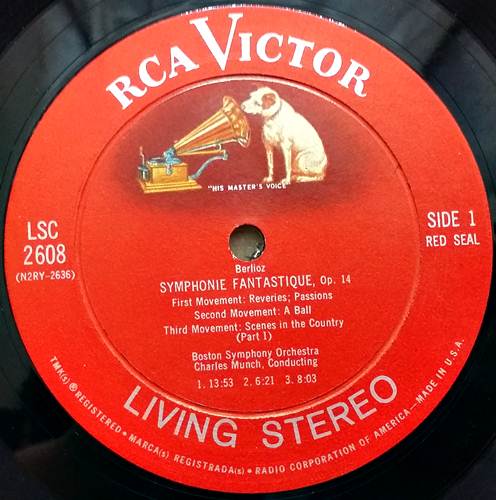 RCA VICTOR
"HIS MASTER'S VOICE"
LSC
2608
(N2RY-2636)
SIDE 1
RED SEAL
Berlioz
SYMPHONIE FANTASTIQUE, Op. 14
First Movement: Reveries; Passions
Second Movement: A Ball
Third Movement: Scenes in the Country
(Part 1)
Boston Symphony Orchestra
Charles Munch, Conducting
1. 13:53 2. 6:21 3. 8:03
LIVING STEREO
TMK(s) ® REGISTERED • MARCA(s) REGISTRADA(s) • RADIO CORPORATION OF AMERICA—MADE IN U.S.A.